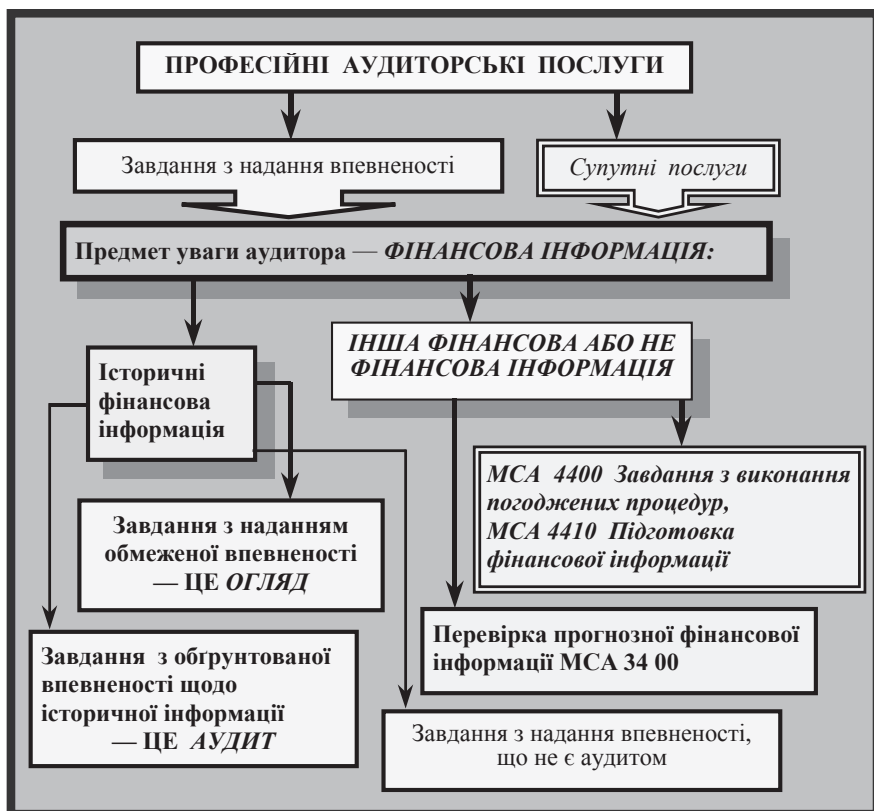 ПРОФЕСІЙНІ АУДИТОРСЬКІ ПОСЛУГИ
Завдання з надання впевненості
Супутні послуги
Предмет уваги аудитора — ФІНАНСОВА ІНФОРМАЦІЯ:
ІНША ФІНАНСОВА АБО НЕ
ФІНАНСОВА ІНФОРМАЦІЯ
Історичні
фінансова
інформація
МСА 4400 Завдання з виконання
погоджених процедур,
МСА 4410 Підготовка
фінансової інформації
Завдання з наданням
обмеженої впевненості
— ЦЕ ОГЛЯД
Перевірка прогнозної фінансової
інформації МСА 34 00
Завдання з обґрунтованої
впевненості щодо
історичної інформації
— ЦЕ АУДИТ
Завдання з надання впевненості,
що не є аудитом